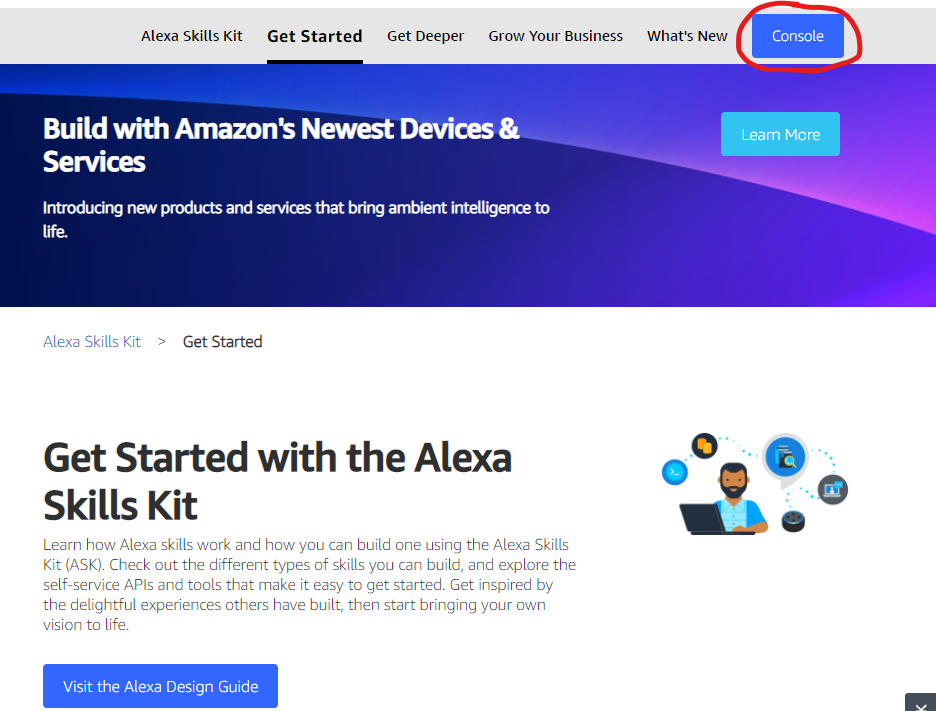 Alexa Skills Kit Get Started Get Deeper Grow Your Business What's New Console
Build with Amazon's Newest Devices &
Services
Learn More
Introducing new products and services that bring ambient intelligence to
life.
Alexa Skills Kit > Get Started
Get Started with the Alexa
Skills Kit
Learn how Alexa skills work and how you can build one using the Alexa Skills
Kit (ASK). Check out the different types of skills you can build, and explore the
self-service APIs and tools that make it easy to get started. Get inspired by
the delightful experiences others have built, then start bringing your own
vision to life.
Visit the Alexa Design Guide